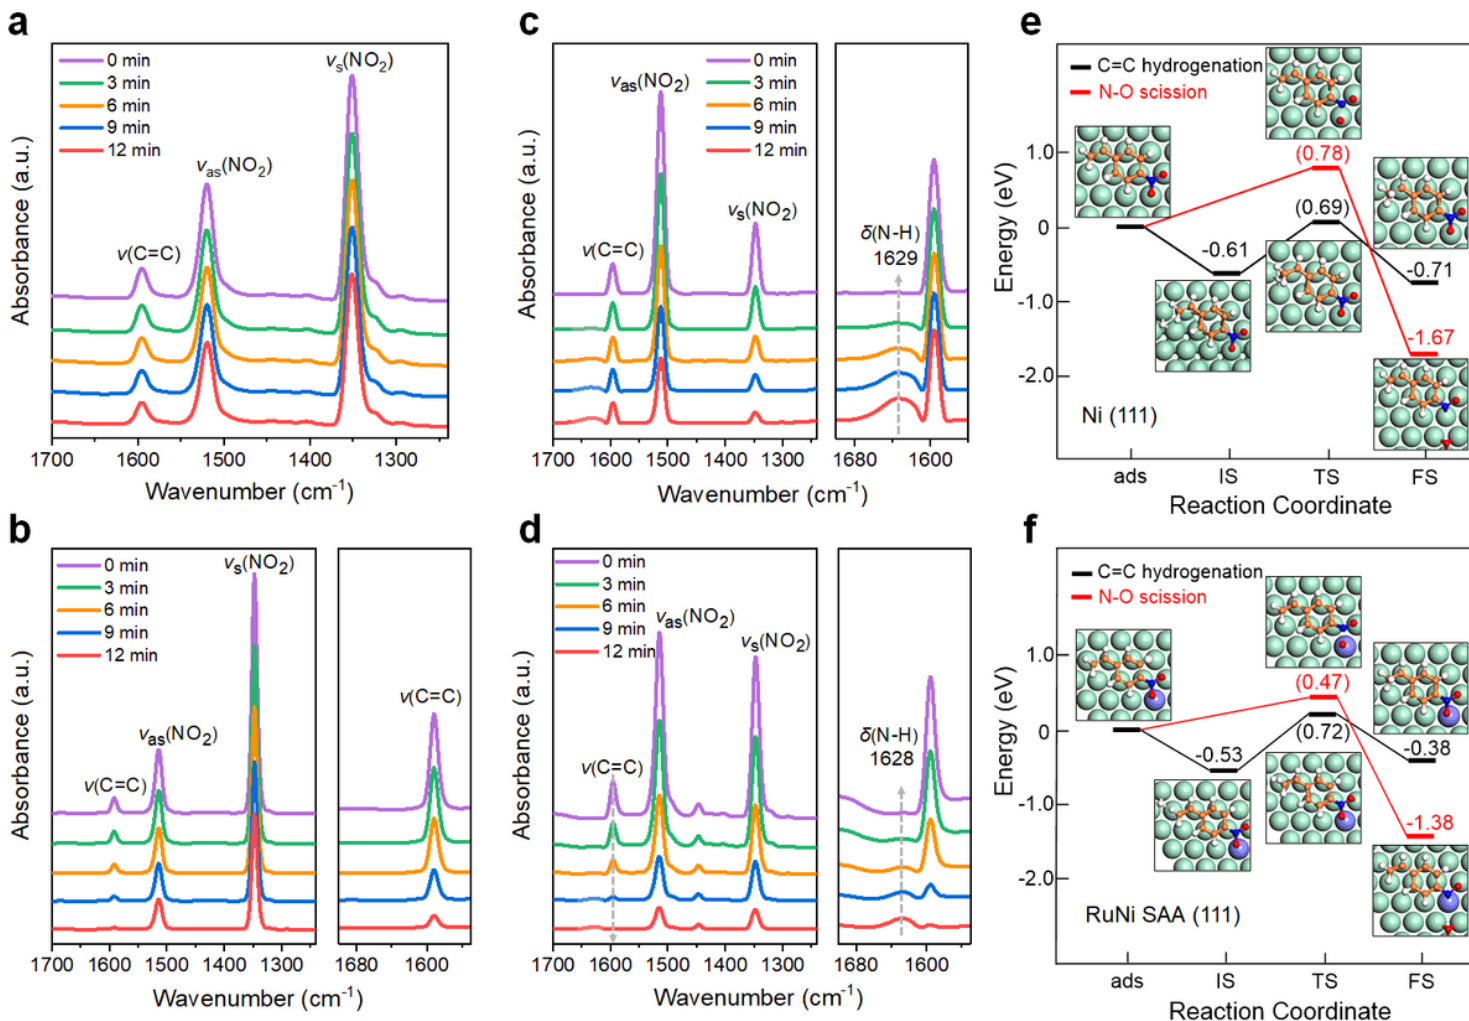 a
0 min
3 min
6 min
9 min
12 min
νs(NO2)
νas(NO2)
ν(C=C)
Absorbance (a.u.)
1700 1600 1500 1400 1300
Wavenumber (cm-1)
b
0 min
3 min
6 min
9 min
12 min
νs(NO2)
νas(NO2)
ν(C=C)
ν(C=C)
Absorbance (a.u.)
1700 1600 1500 1400 1300
1680 1600
Wavenumber (cm-1)
c
0 min
3 min
6 min
9 min
12 min
νas(NO2)
νs(NO2)
ν(C=C)
δ(N-H)
1629
Absorbance (a.u.)
1700 1600 1500 1400 1300
1680 1600
Wavenumber (cm-1)
d
0 min
3 min
6 min
9 min
12 min
νas(NO2)
νs(NO2)
ν(C=C)
δ(N-H)
1628
Absorbance (a.u.)
1700 1600 1500 1400 1300
1680 1600
Wavenumber (cm-1)
e
C=C hydrogenation
N-O scission
(0.78)
(0.69)
-0.61
-0.71
-1.67
1.0
0
-1.0
-2.0
Energy (eV)
Ni (111)
ads IS TS FS
Reaction Coordinate
f
C=C hydrogenation
N-O scission
(0.47)
(0.72)
-0.53
-0.38
-1.38
1.0
0
-1.0
-2.0
Energy (eV)
RuNi SAA (111)
ads IS TS FS
Reaction Coordinate